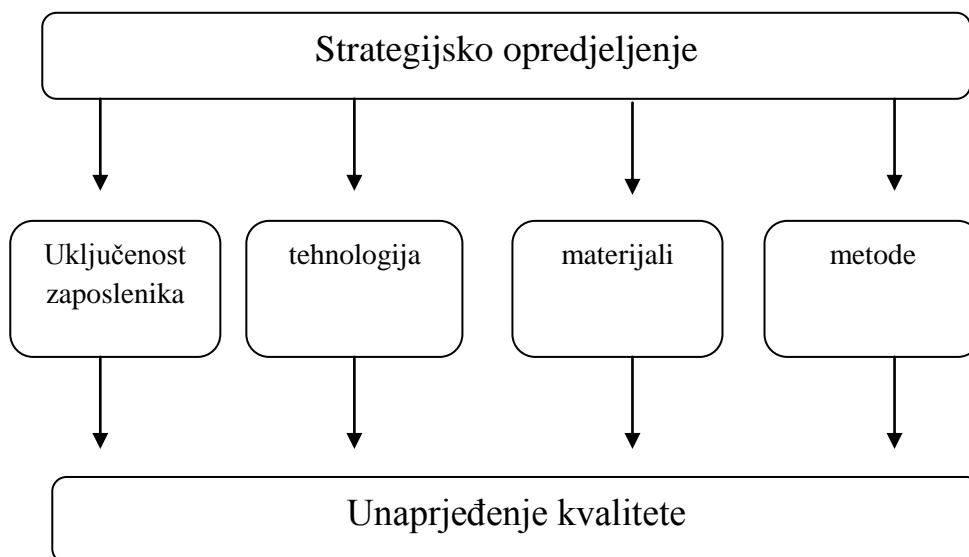 Strategijsko opredjeljenje
Uključenost
zaposlenika
tehnologija
materijali
metode
Unaprjeđenje kvalitete